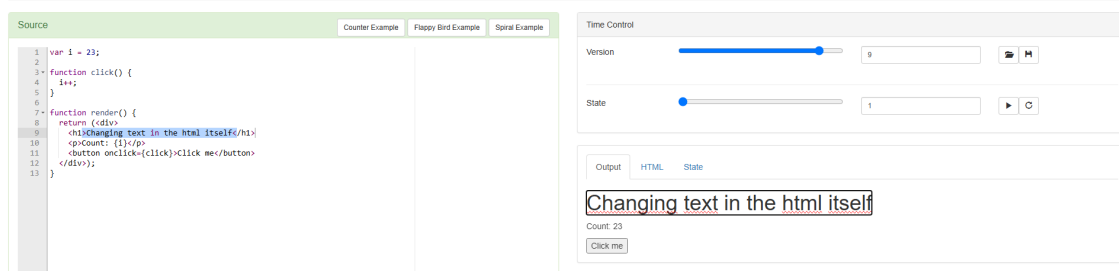 Source
Counter Example
Flappy Bird Example
Spiral Example
1 var i = 23;
2
3 function click() {
4 i++;
5 }
6
7 function render() {
8 return (<div>
9 <h1>Changing text in the html itself</h1>
10 <p>Count: {i}</p>
11 <button onclick={click}>Click me</button>
12 </div>);
13 }
Time Control
Version
9
State
1
Output
HTML
State
Changing text in the html itself
Count: 23
Click me